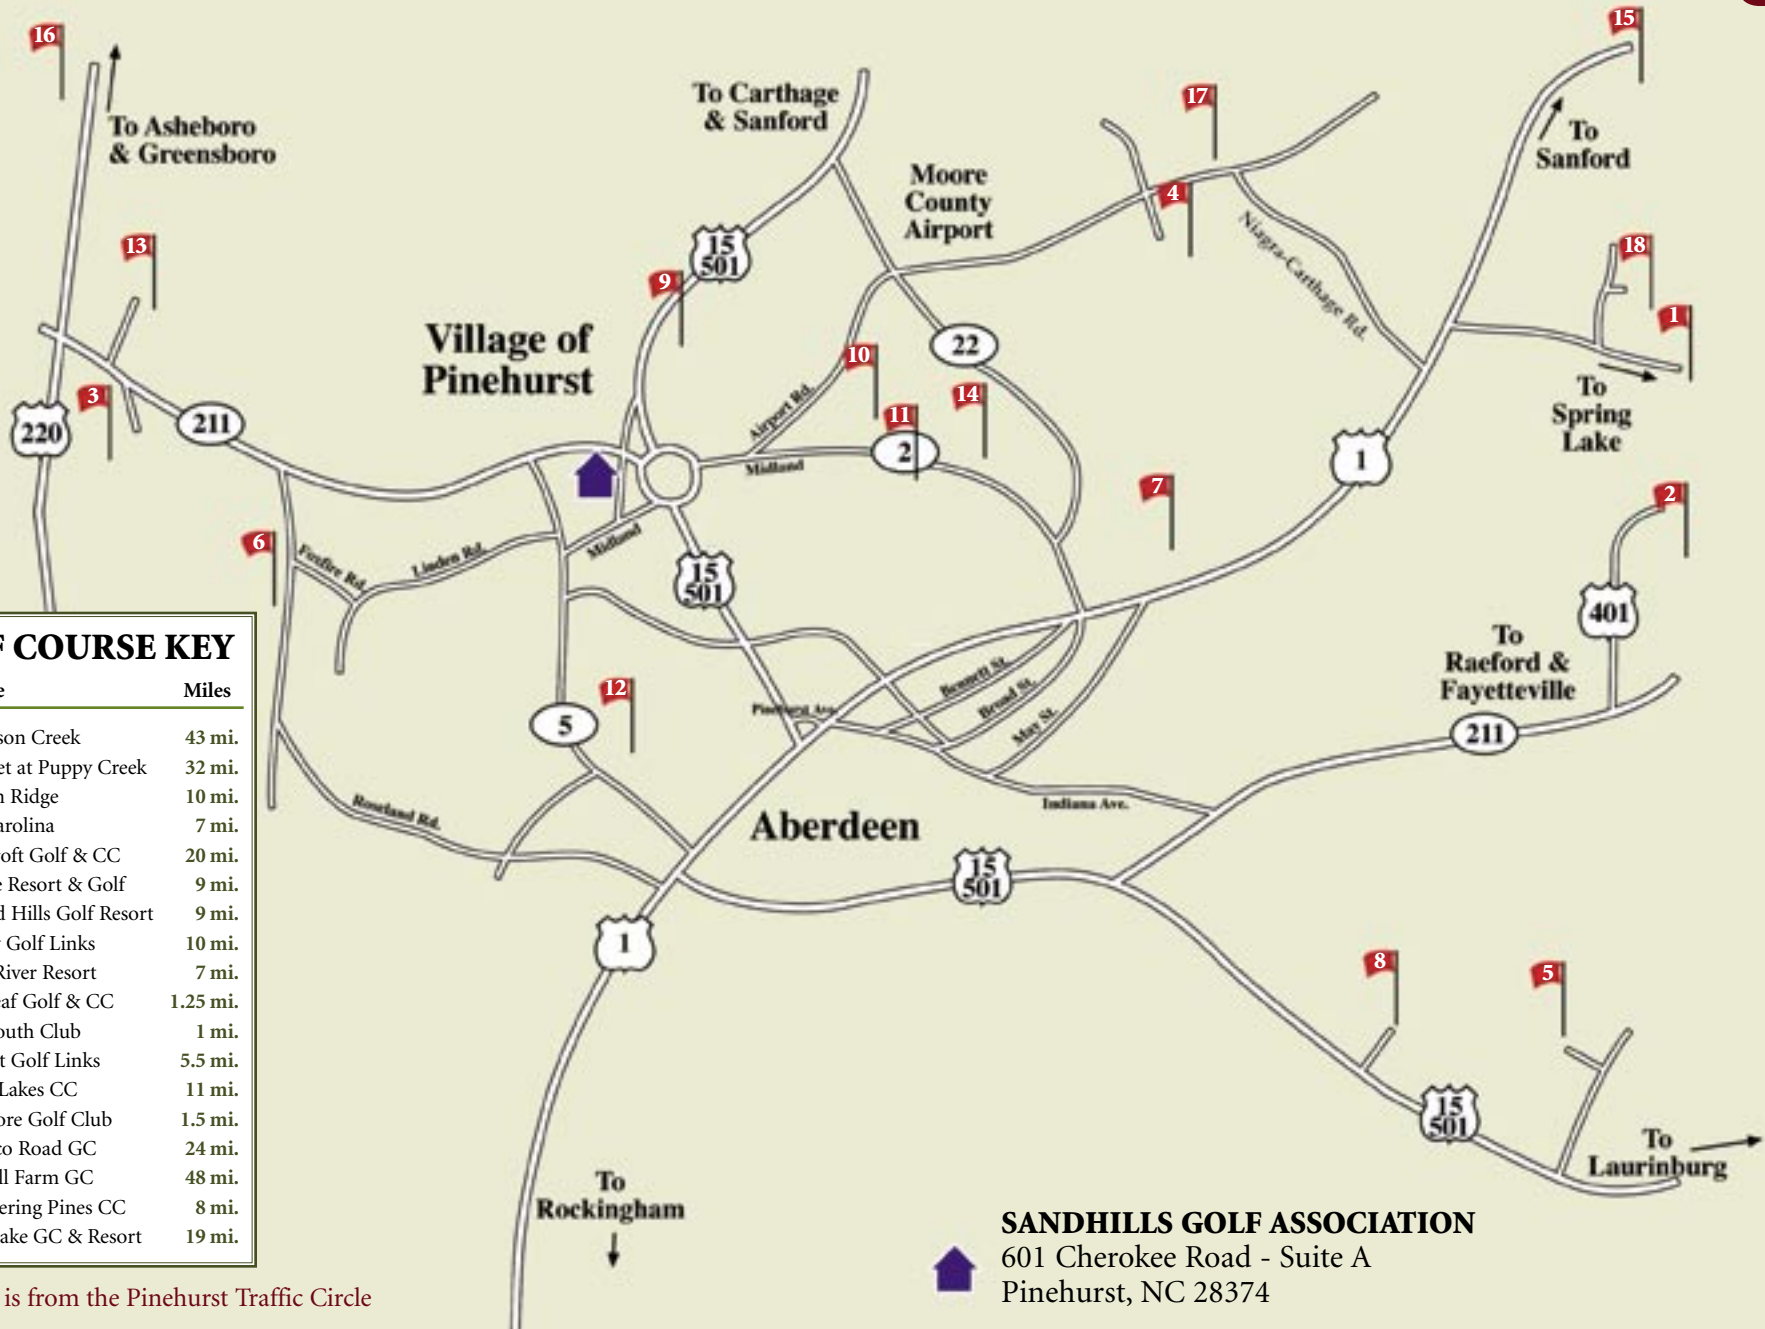 16
15
To Asheboro
& Greensboro
To Carthage
& Sanford
17
To
Sanford
Moore
County
Airport
4
13
15
501
9
Niagra-Carthage Rd.
18
1
Village of
Pinehurst
22
10
3
14
11
Airport Rd.
To
Spring
Lake
220
211
2
Midland
1
7
2
6
Foxfire Rd.
Linden Rd.
Midland
15
501
401
To
Raeford &
Fayetteville
F COURSE KEY
e Miles
son Creek 43 mi.
et at Puppy Creek 32 mi.
n Ridge 10 mi.
arolina 7 mi.
oft Golf & CC 20 mi.
e Resort & Golf 9 mi.
d Hills Golf Resort 9 mi.
y Golf Links 10 mi.
River Resort 7 mi.
eaf Golf & CC 1.25 mi.
outh Club 1 mi.
t Golf Links 5.5 mi.
Lakes CC 11 mi.
ore Golf Club 1.5 mi.
co Road GC 24 mi.
ll Farm GC 48 mi.
ering Pines CC 8 mi.
ake GC & Resort 19 mi.
is from the Pinehurst Traffic Circle
12
5
Pinehurst Ave.
Bennett St.
Broad St.
May St.
211
Indiana Ave.
Roseland Rd.
Aberdeen
15
501
1
8
5
15
501
To
Laurinburg
To
Rockingham
SANDHILLS GOLF ASSOCIATION
601 Cherokee Road - Suite A
Pinehurst, NC 28374